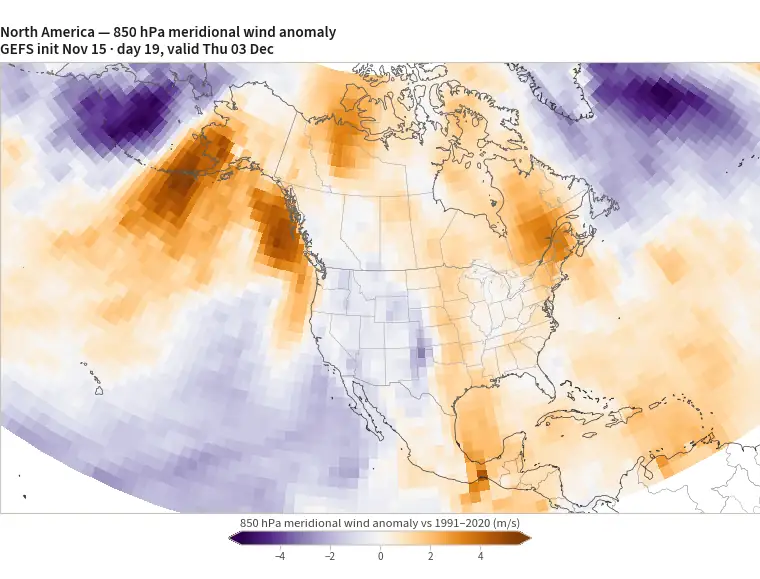 North America — 850 hPa meridional wind anomaly
GEFS init Nov 15 · day 19, valid Thu 03 Dec
850 hPa meridional wind anomaly vs 1991–2020 (m/s)
−4 −2 0 2 4